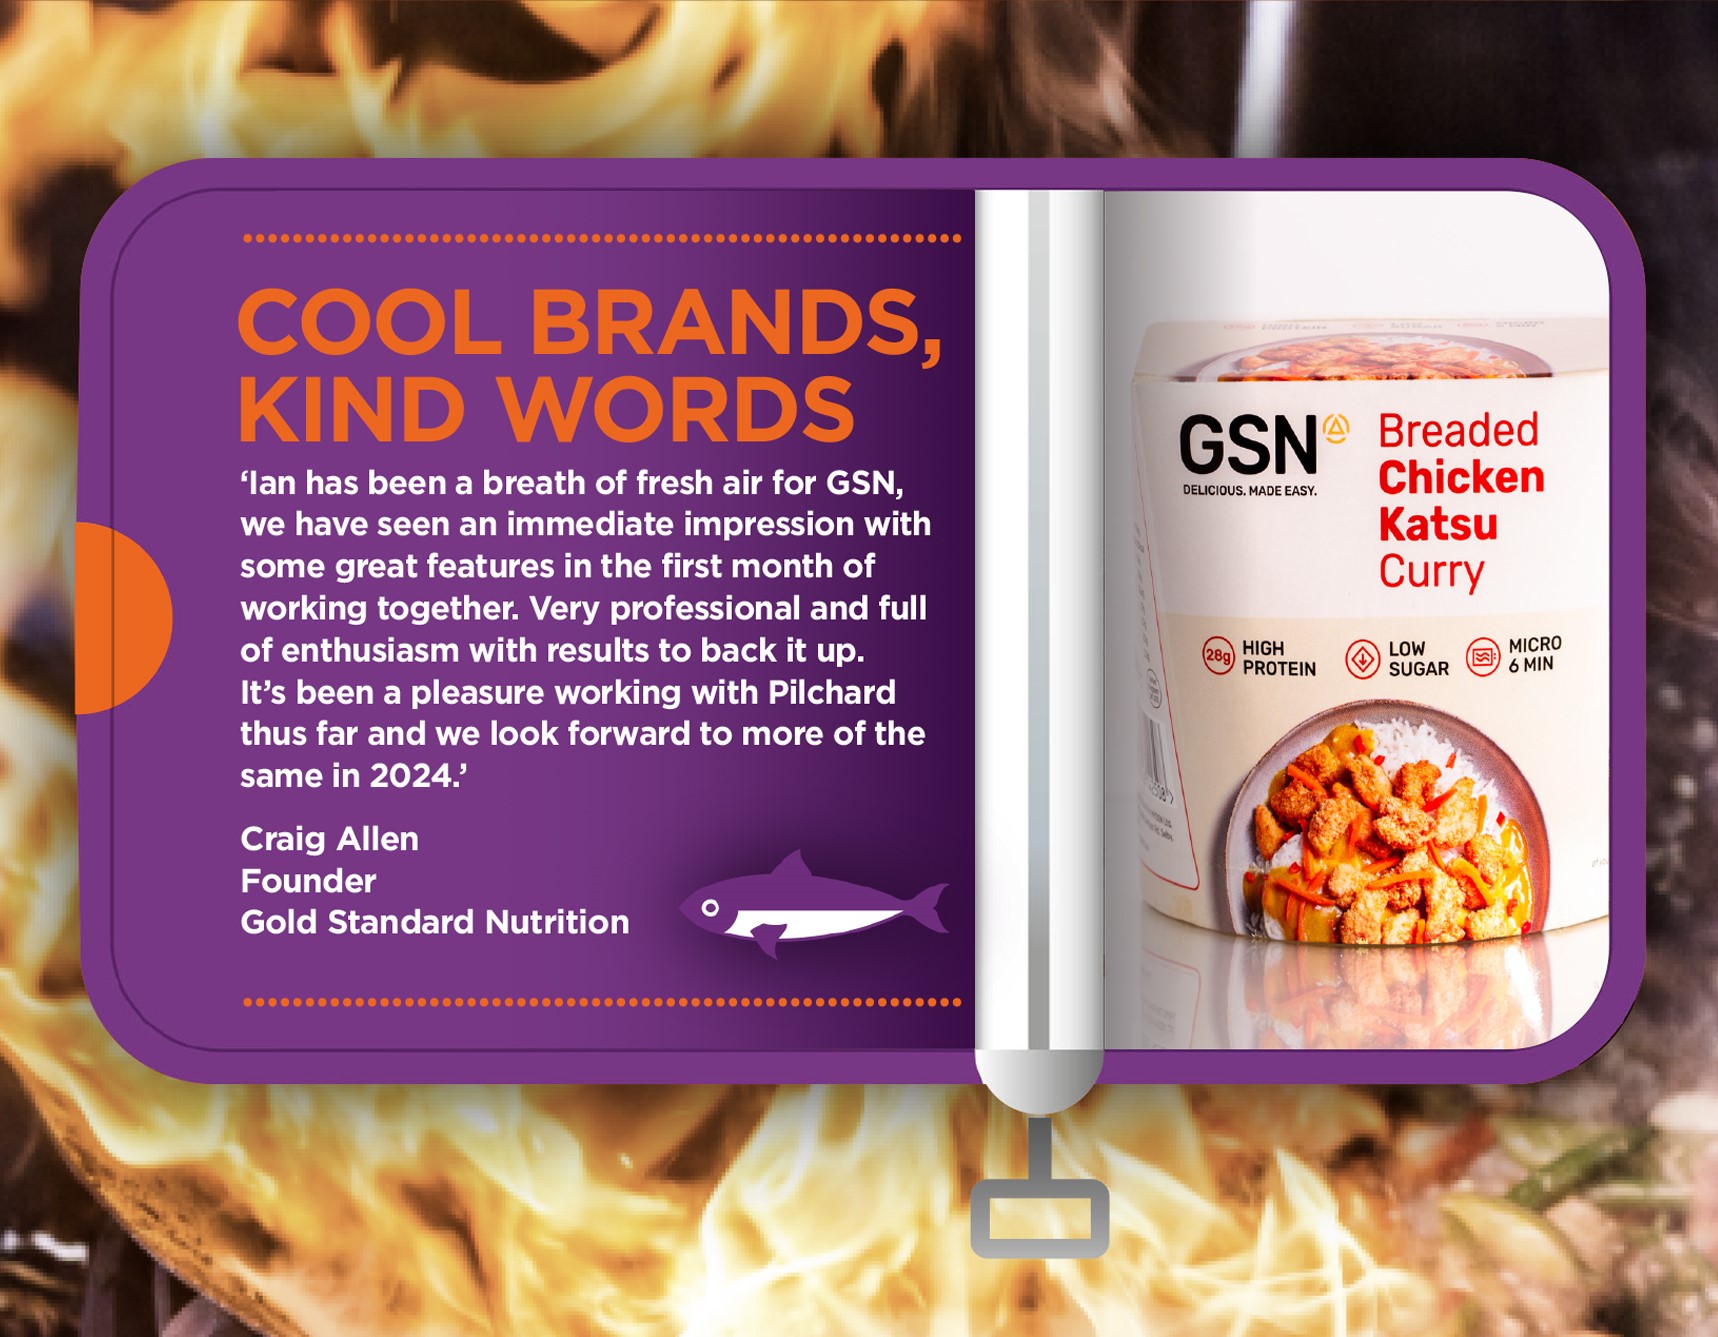 COOL BRANDS,
KIND WORDS
‘Ian has been a breath of fresh air for GSN,
we have seen an immediate impression with
some great features in the first month of
working together. Very professional and full
of enthusiasm with results to back it up.
It’s been a pleasure working with Pilchard
thus far and we look forward to more of the
same in 2024.’
Craig Allen
Founder
Gold Standard Nutrition
GSN
DELICIOUS. MADE EASY.
Breaded
Chicken
Katsu
Curry
28g HIGH
PROTEIN
LOW
SUGAR
MICRO
6 MIN